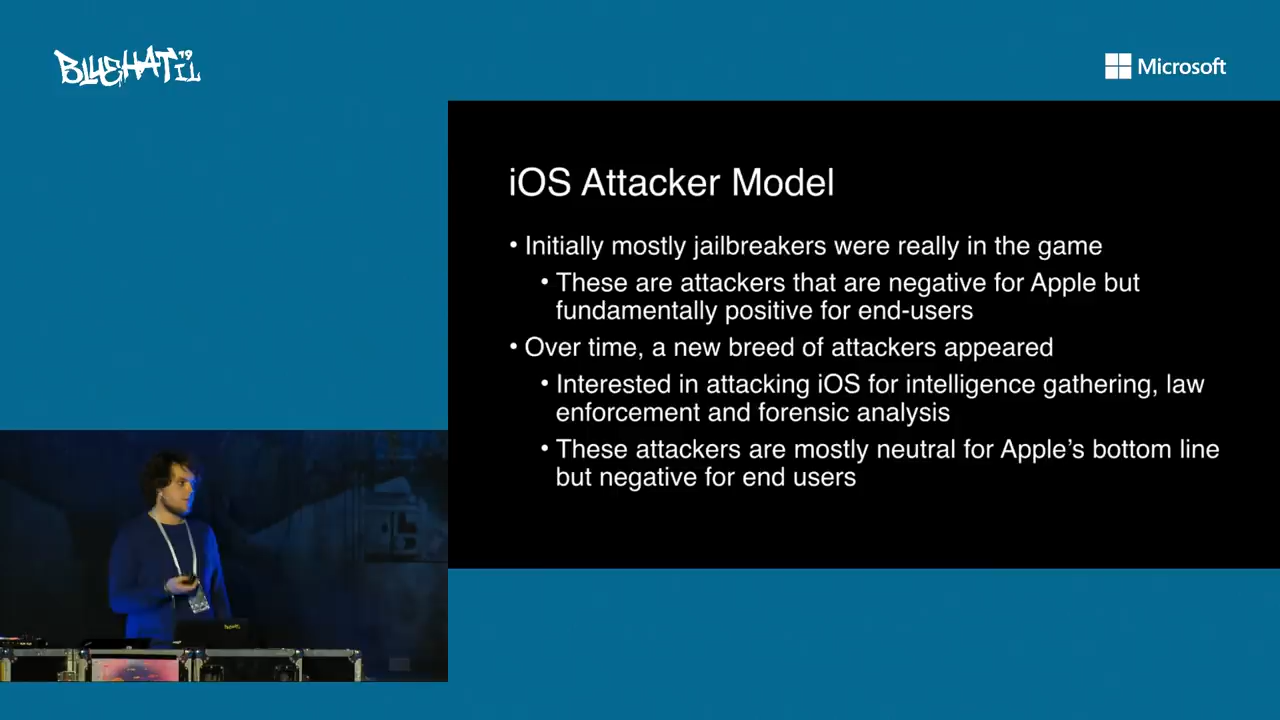 BLUEHAT 19
IL
Microsoft
iOS Attacker Model
• Initially mostly jailbreakers were really in the game
• These are attackers that are negative for Apple but
fundamentally positive for end-users
• Over time, a new breed of attackers appeared
• Interested in attacking iOS for intelligence gathering, law
enforcement and forensic analysis
• These attackers are mostly neutral for Apple’s bottom line
but negative for end users